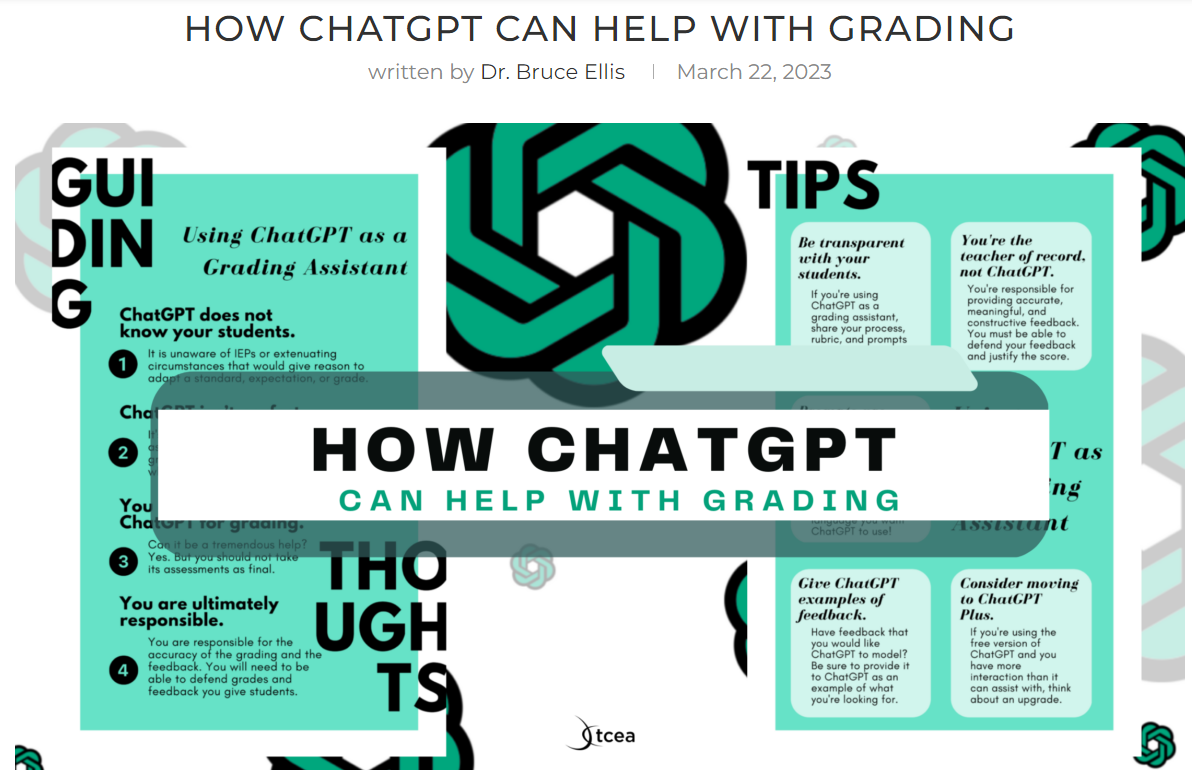 HOW CHATGPT CAN HELP WITH GRADING
written by Dr. Bruce Ellis | March 22, 2023
GUI
DIN
G
Using ChatGPT as a
Grading Assistant
ChatGPT does not
know your students.
1
It is unaware of IEPs or extenuating
circumstances that would give reason to
adapt a standard, expectation, or grade.
2
You
ChatGPT for grading.
3
Can it be a tremendous help?
Yes. But you should not take
its assessments as final.
You are ultimately
responsible.
4
You are responsible for the
accuracy of the grading and the
feedback. You will need to be
able to defend grades and
feedback you give students.
THO
UGH
TS
HOW CHATGPT
CAN HELP WITH GRADING
tcea
TIPS
Be transparent
with your
students.
If you're using
ChatGPT as a
grading assistant,
share your process,
rubric, and prompts
You're the
teacher of record,
not ChatGPT.
You're responsible for
providing accurate,
meaningful, and
constructive feedback.
You must be able to
defend your feedback
and justify the score.
language you want
ChatGPT to use!
T as
ng
Assistant
Give ChatGPT
examples of
feedback.
Have feedback that
you would like
ChatGPT to model?
Be sure to provide it
to ChatGPT as an
example of what
you're looking for.
Consider moving
to ChatGPT
Plus.
If you're using the
free version of
ChatGPT and you
have more
interaction than it
can assist with, think
about an upgrade.